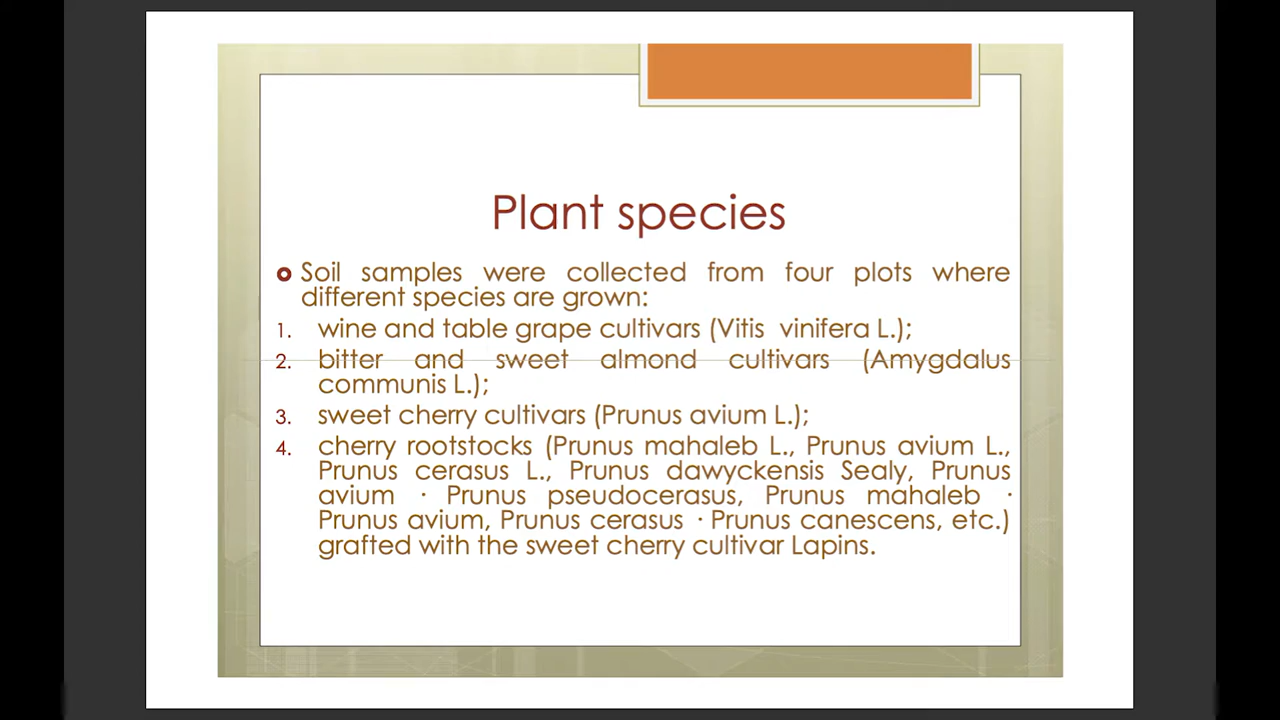 Plant species
Soil samples were collected from four plots where
different species are grown:
1. wine and table grape cultivars (Vitis vinifera L.);
2. bitter and sweet almond cultivars (Amygdalus
communis L.);
3. sweet cherry cultivars (Prunus avium L.);
4. cherry rootstocks (Prunus mahaleb L., Prunus avium L.,
Prunus cerasus L., Prunus dawyckensis Sealy, Prunus
avium · Prunus pseudocerasus, Prunus mahaleb ·
Prunus avium, Prunus cerasus · Prunus canescens, etc.)
grafted with the sweet cherry cultivar Lapins.